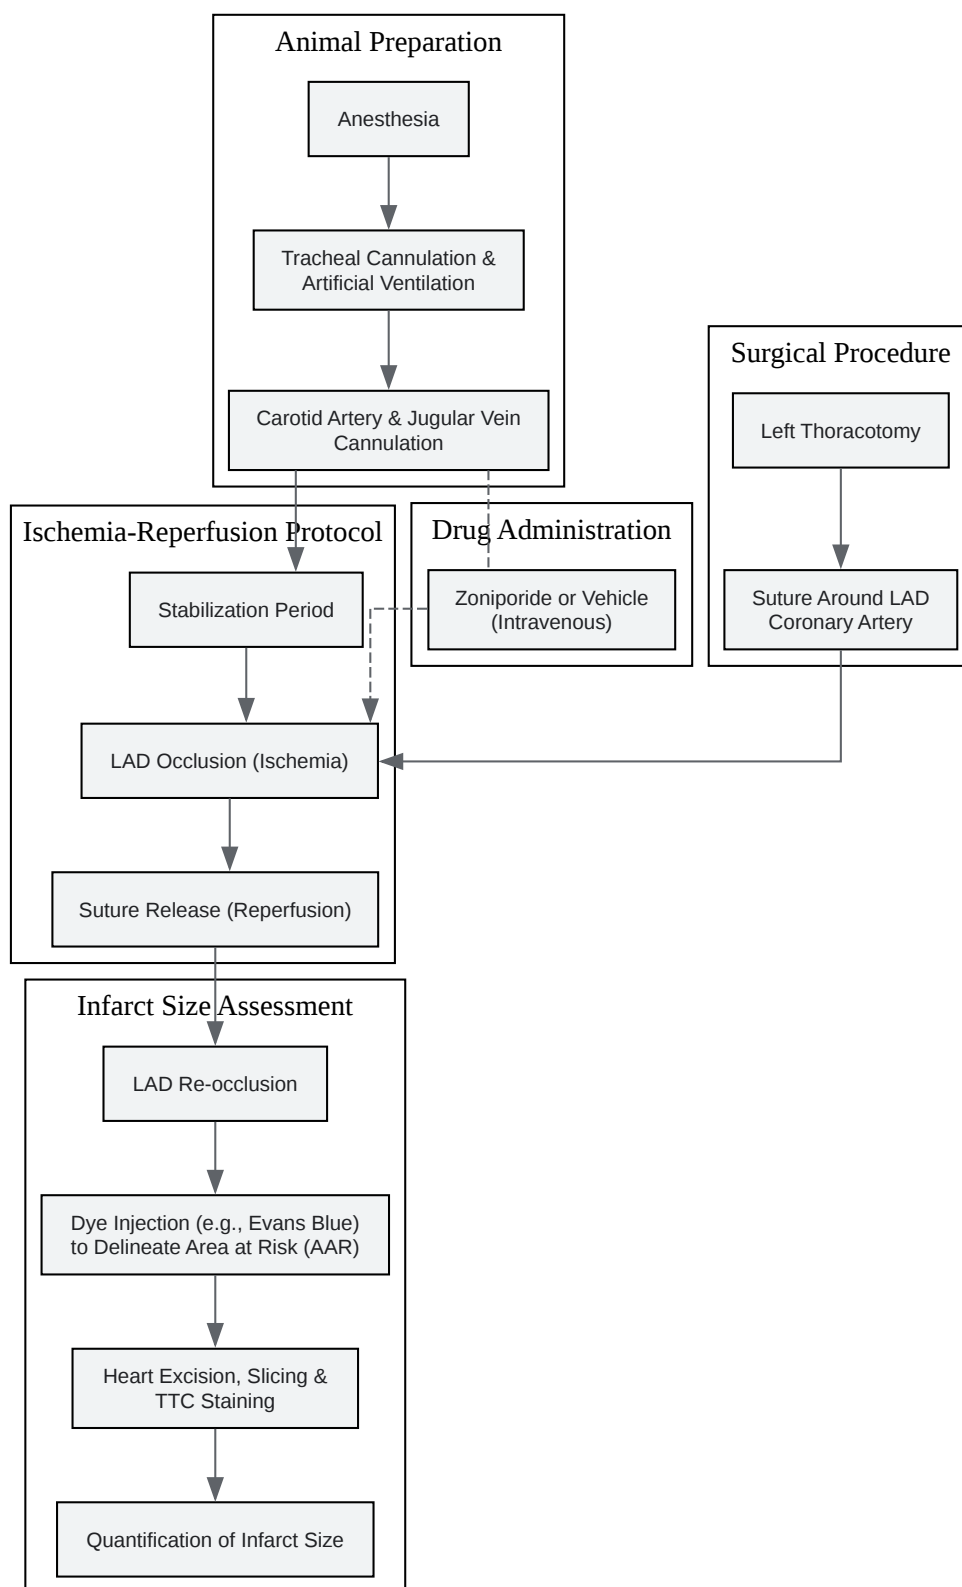 Animal Preparation
Anesthesia
Tracheal Cannulation &
Artificial Ventilation
Carotid Artery & Jugular Vein
Cannulation
Surgical Procedure
Left Thoracotomy
Suture Around LAD
Coronary Artery
Drug Administration
Zoniporide or Vehicle
(Intravenous)
Ischemia-Reperfusion Protocol
Stabilization Period
LAD Occlusion (Ischemia)
Suture Release (Reperfusion)
Infarct Size Assessment
LAD Re-occlusion
Dye Injection (e.g., Evans Blue)
to Delineate Area at Risk (AAR)
Heart Excision, Slicing &
TTC Staining
Quantification of Infarct Size